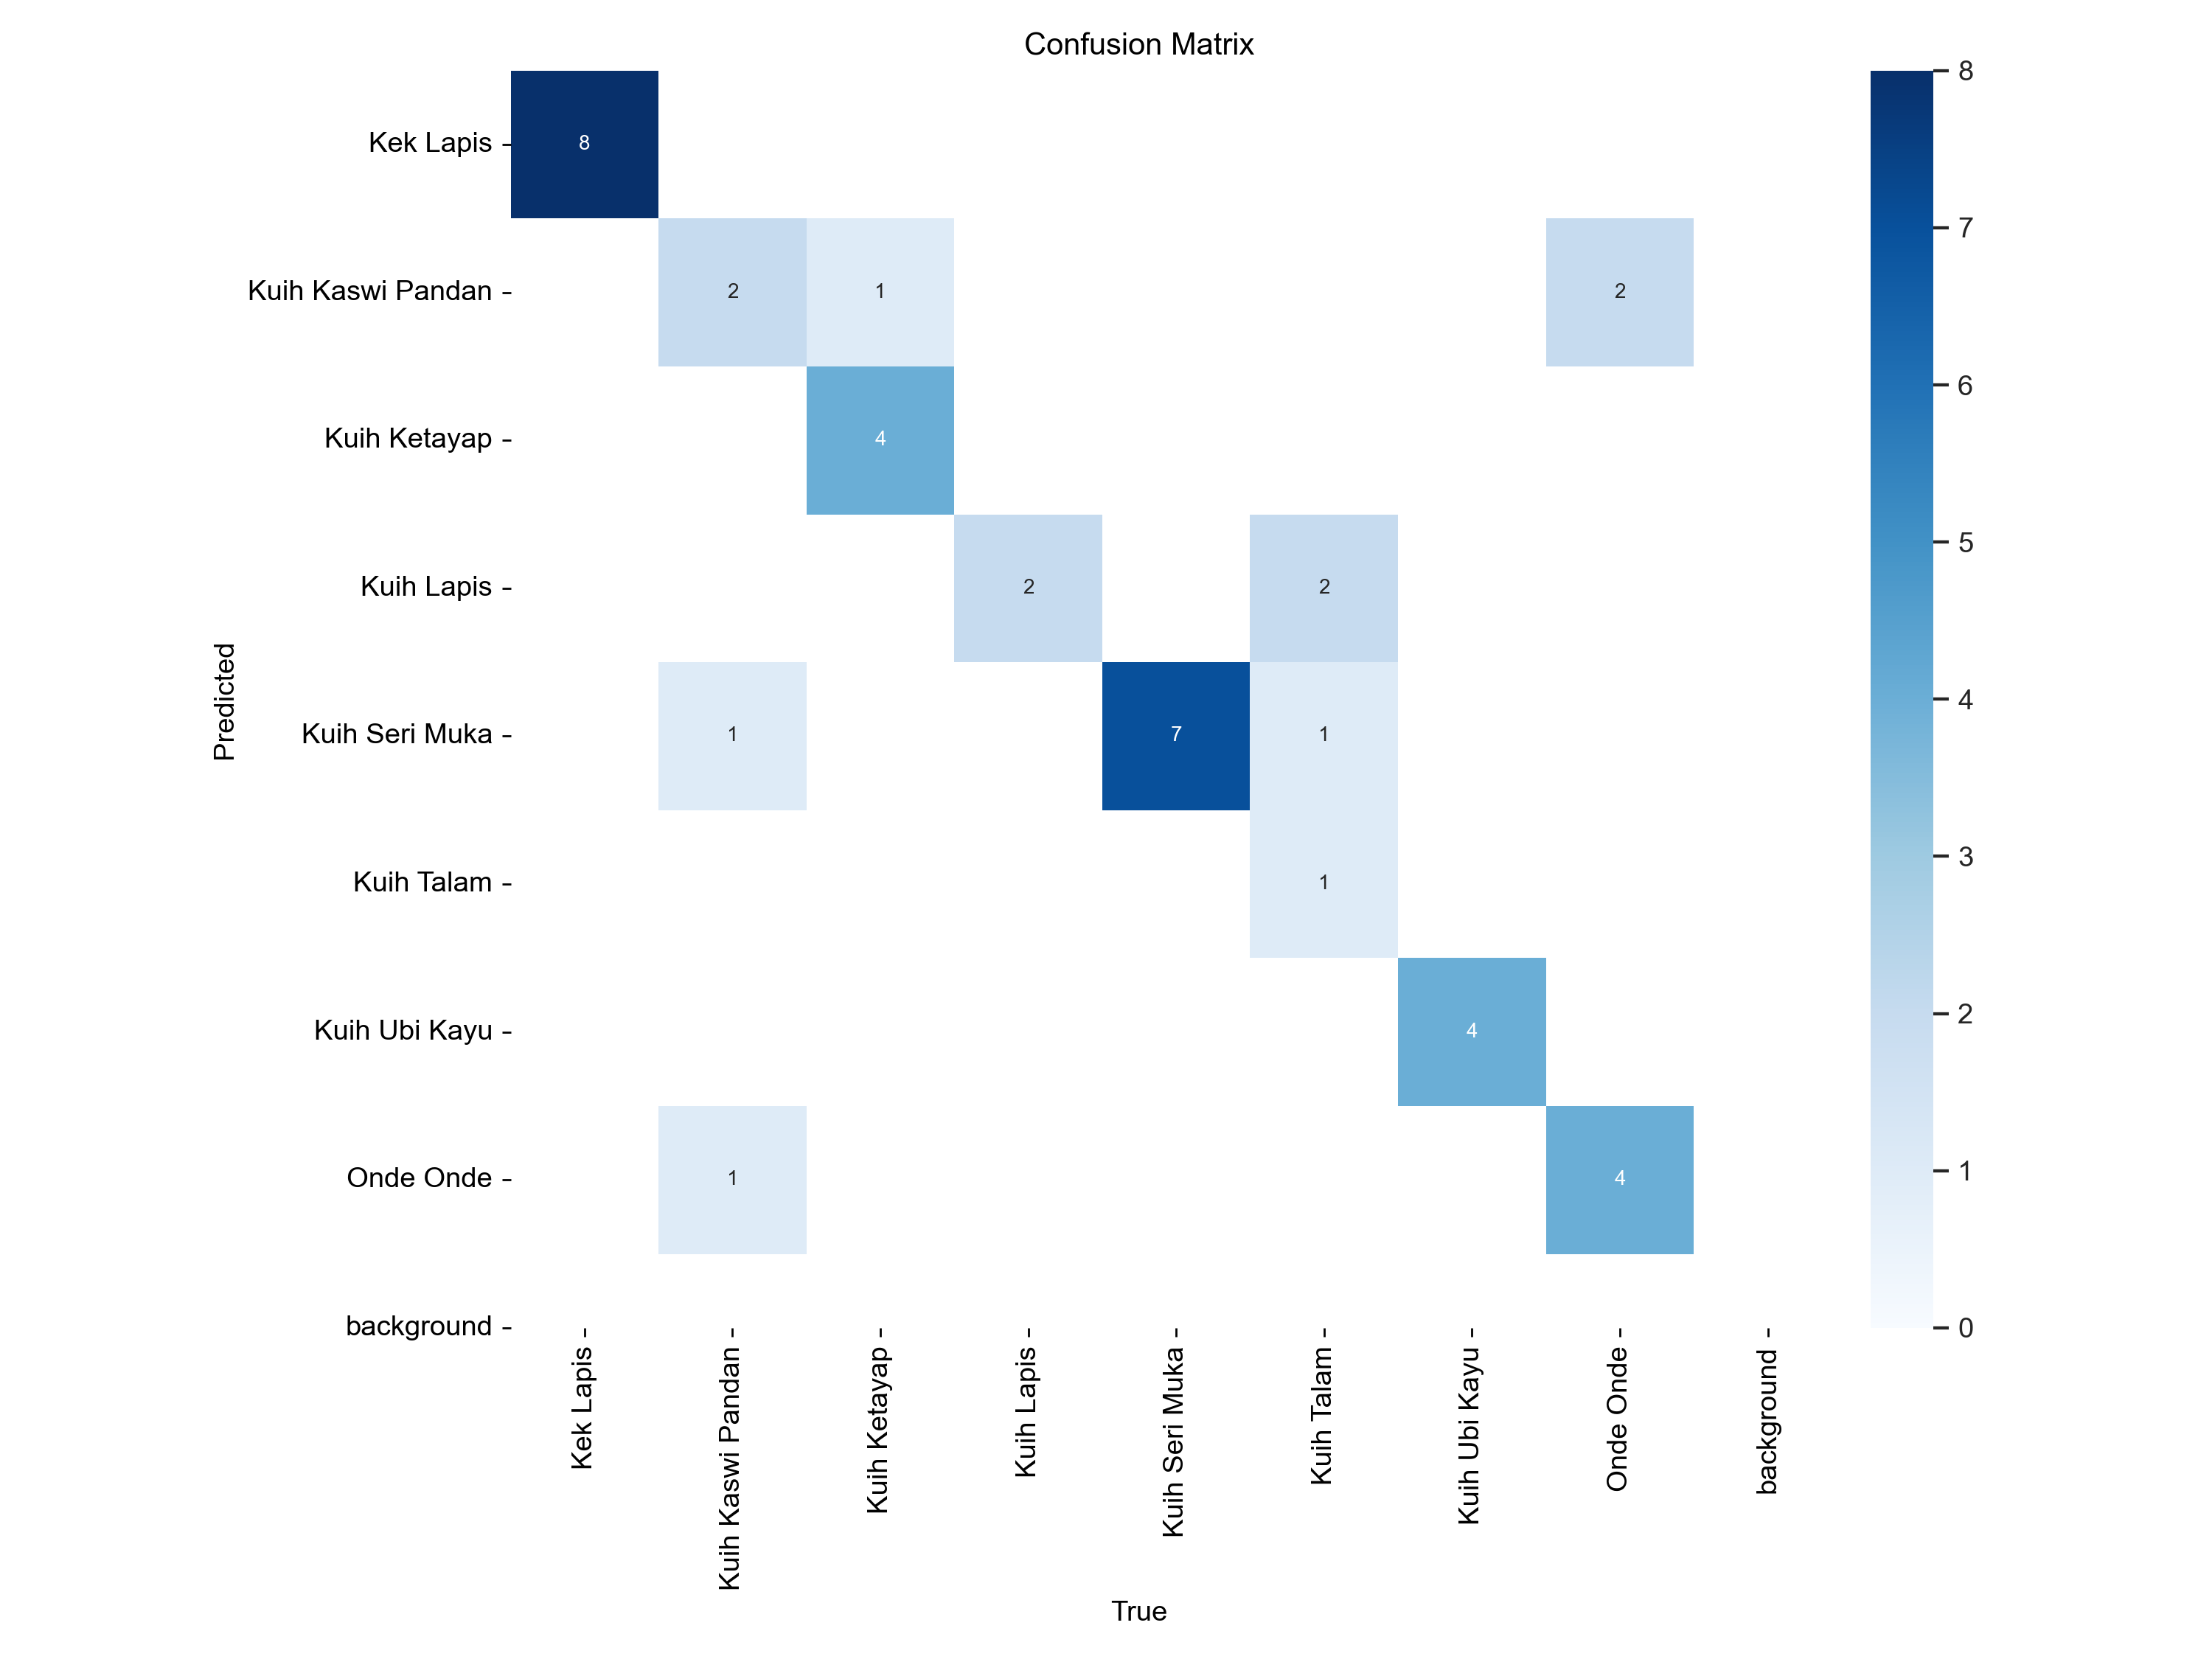 Confusion Matrix
Kek Lapis
8
Kuih Kaswi Pandan
2 1 2
Kuih Ketayap
4
Kuih Lapis
2 2
Kuih Seri Muka
1 7 1
Kuih Talam
1
Kuih Ubi Kayu
4
Onde Onde
1 4
background
Predicted
Kek Lapis
Kuih Kaswi Pandan
Kuih Ketayap
Kuih Lapis
Kuih Seri Muka
Kuih Talam
Kuih Ubi Kayu
Onde Onde
background
True
8
7
6
5
4
3
2
1
0